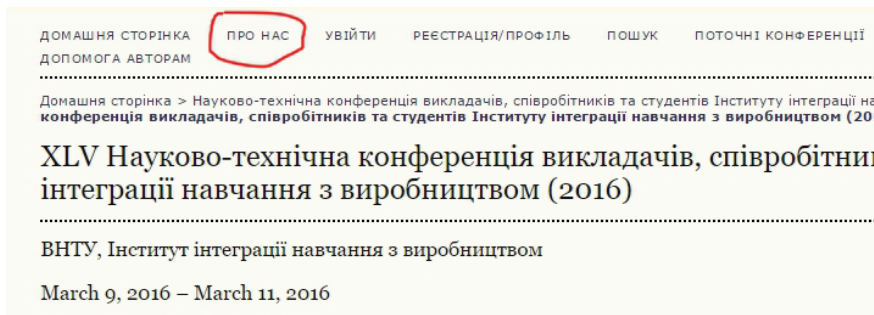 ДОМАШНЯ СТОРІНКА ПРО НАС УВІЙТИ РЕЄСТРАЦІЯ/ПРОФІЛЬ ПОШУК ПОТОЧНІ КОНФЕРЕНЦІЇ
ДОПОМОГА АВТОРАМ
Домашня сторінка > Науково-технічна конференція викладачів, співробітників та студентів Інституту інтеграції
конференція викладачів, співробітників та студентів Інституту інтеграції навчання з виробництвом (20
XLV Науково-технічна конференція викладачів,
інтеграції навчання з виробництвом (2016)
ВНТУ, Інститут інтеграції навчання з виробництвом
March 9, 2016 – March 11, 2016